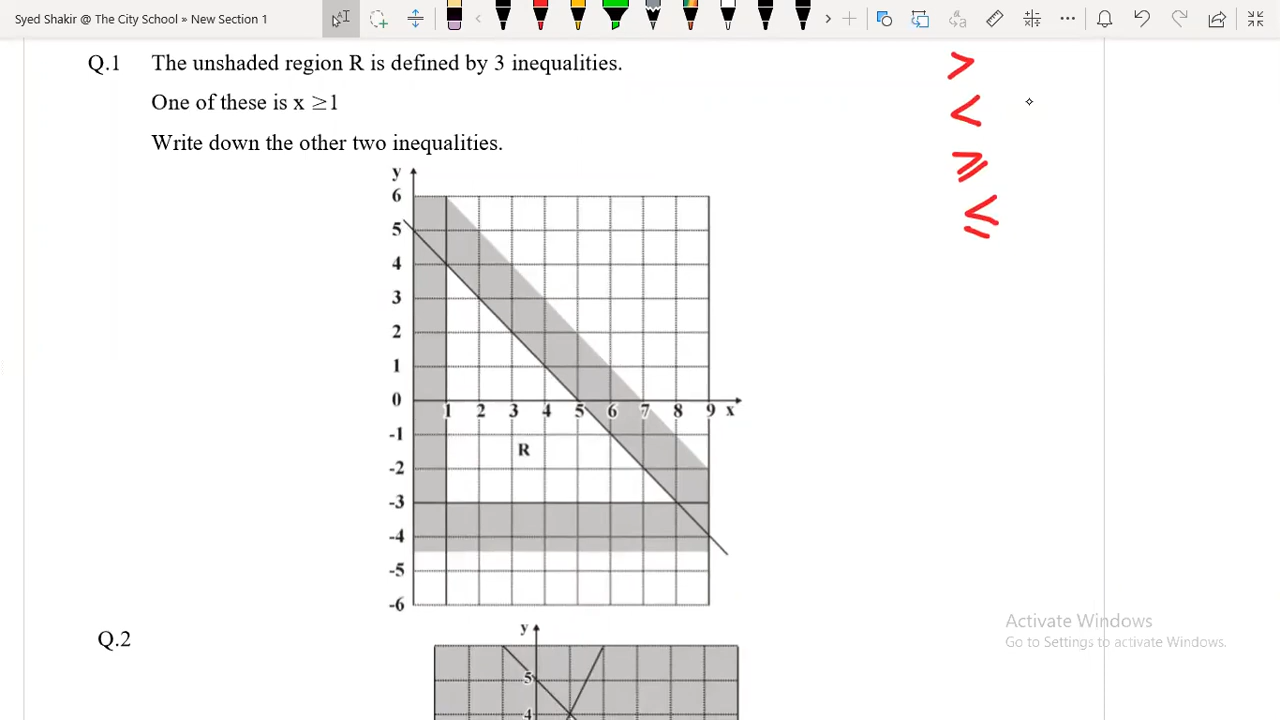 Syed Shakir @ The City School » New Section 1
Q.1 The unshaded region R is defined by 3 inequalities.
One of these is x ≥1
Write down the other two inequalities.
>
<
≥
≤
y
6
5
4
3
2
1
0
1 2 3 4 5 6 7 8 9 x
-1
R
-2
-3
-4
-5
-6
Activate Windows
Go to Settings to activate Windows.
Q.2
y
5
4